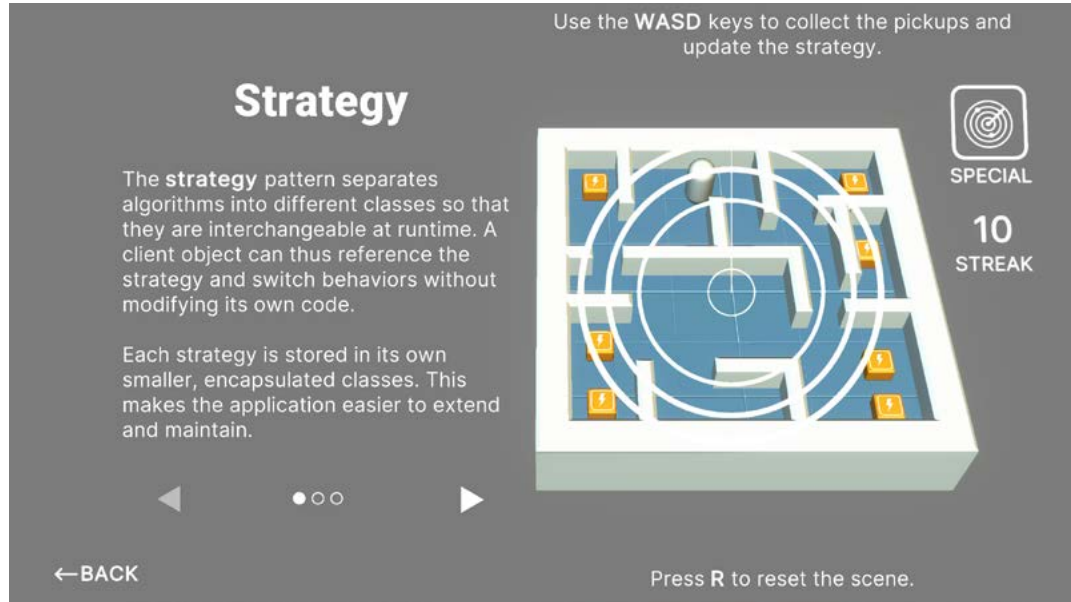 Use the WASD keys to collect the pickups and
update the strategy.
Strategy
The strategy pattern separates
algorithms into different classes so that
they are interchangeable at runtime. A
client object can thus reference the
strategy and switch behaviors without
modifying its own code.
Each strategy is stored in its own
smaller, encapsulated classes. This
makes the application easier to extend
and maintain.
SPECIAL
10
STREAK
←BACK
Press R to reset the scene.